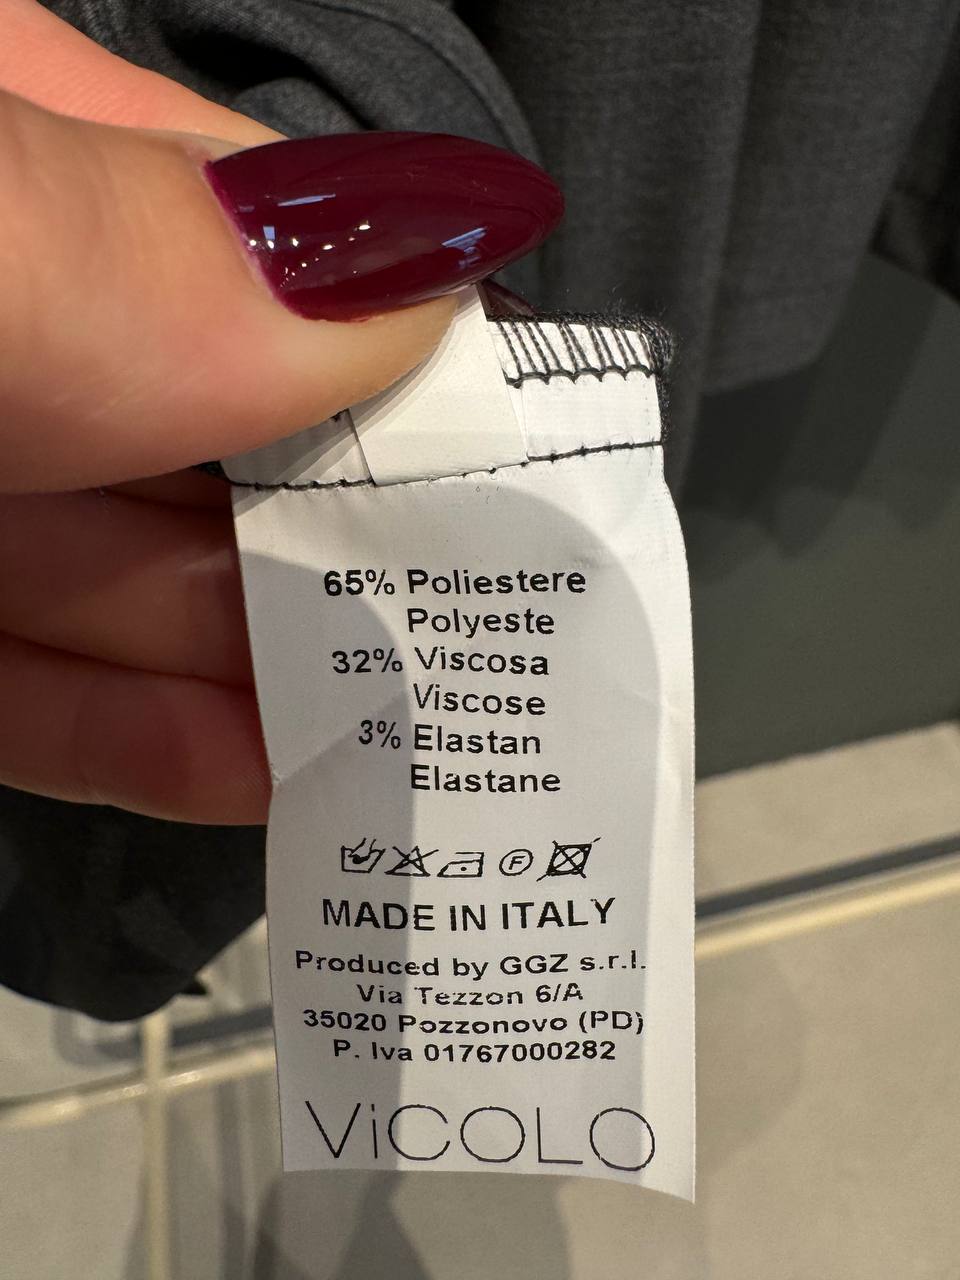 65% Poliestere
Polyeste
32% Viscosa
Viscose
3% Elastan
Elastane
F
MADE IN ITALY
Produced by GGZ s.r.l.
Via Tezzon 6/A
35020 Pozzonovo (PD)
P. Iva 01767000282
ViCOLO